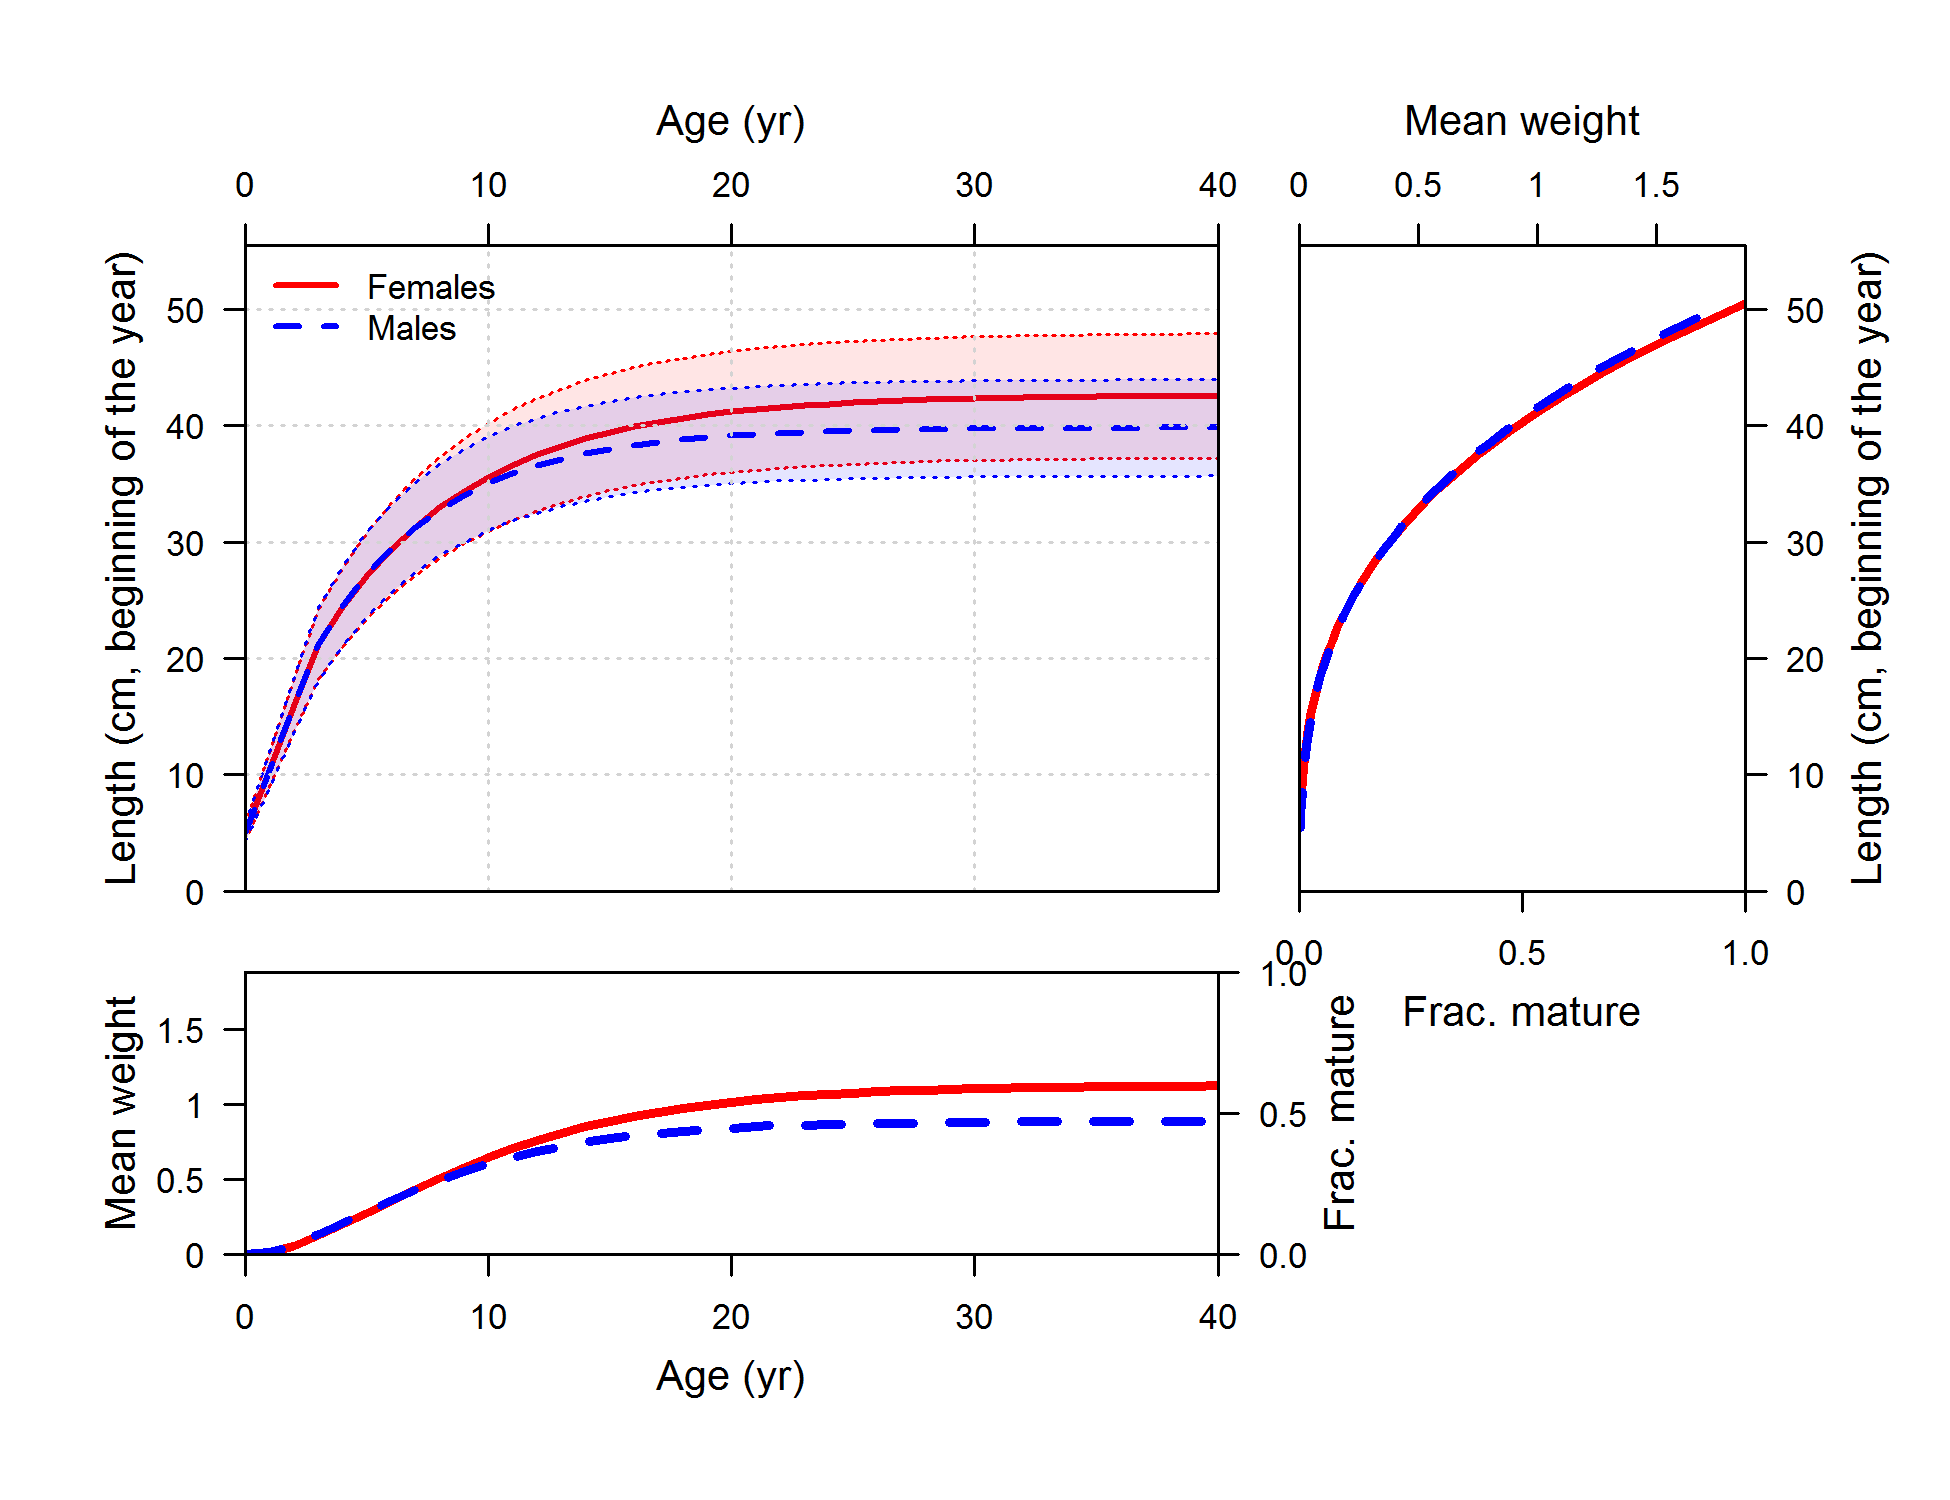 Age (yr)
Mean weight
0 10 20 30 40
0 0.5 1 1.5
Length (cm, beginning of the year)
50
40
30
20
10
0
Females
Males
50
40
30
20
10
0
Length (cm, beginning of the year)
0.0 0.5 1.0
Frac. mature
Mean weight
1.5
1
0.5
0
1.0
0.5
0.0
Frac. mature
0 10 20 30 40
Age (yr)